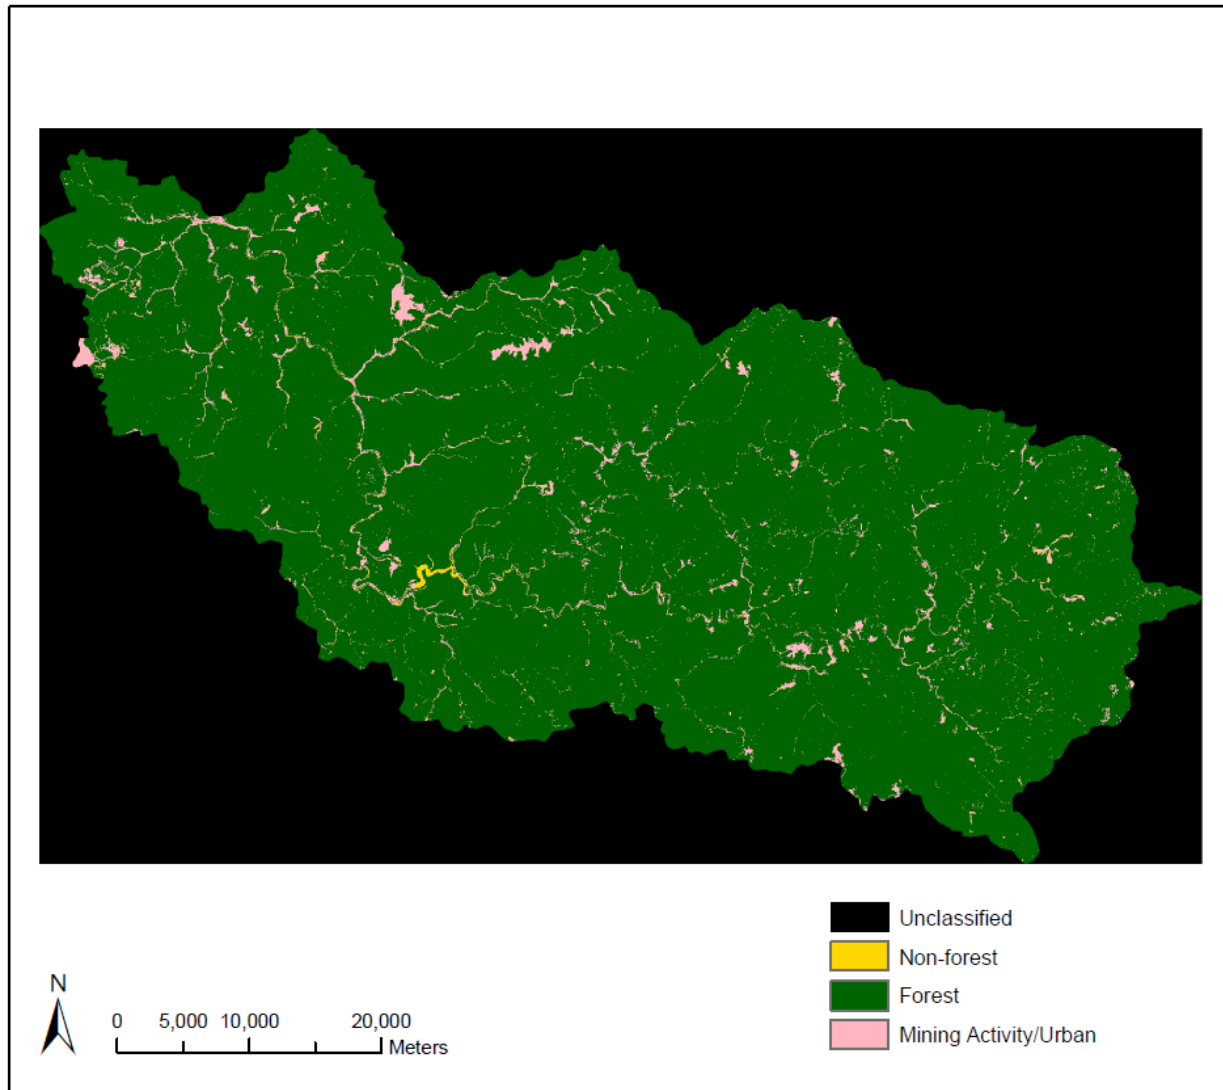 Unclassified
Non-forest
Forest
Mining Activity/Urban
N
0 5,000 10,000 20,000
Meters